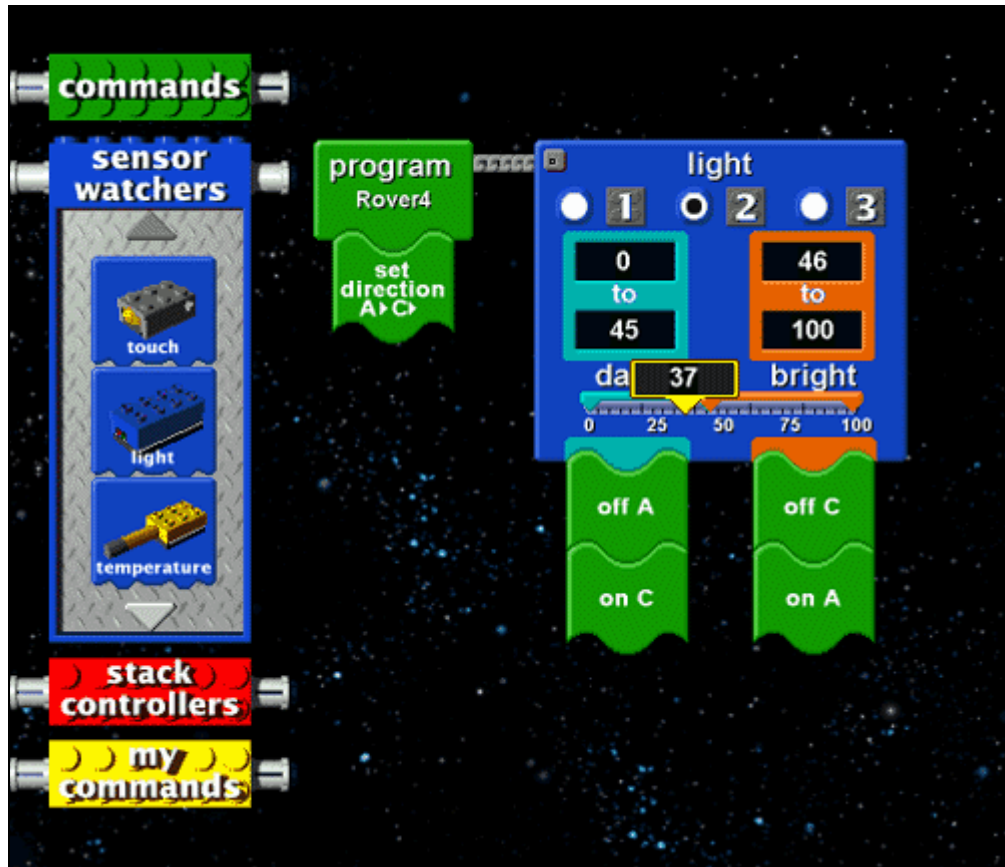 commands
sensor
watchers
touch
light
temperature
stack
controllers
my
commands
program
Rover4
set
direction
A▸C▸
light
1 2 3
0
to
45
46
to
100
da
37
bright
0 25 50 75 100
off A
on C
off C
on A